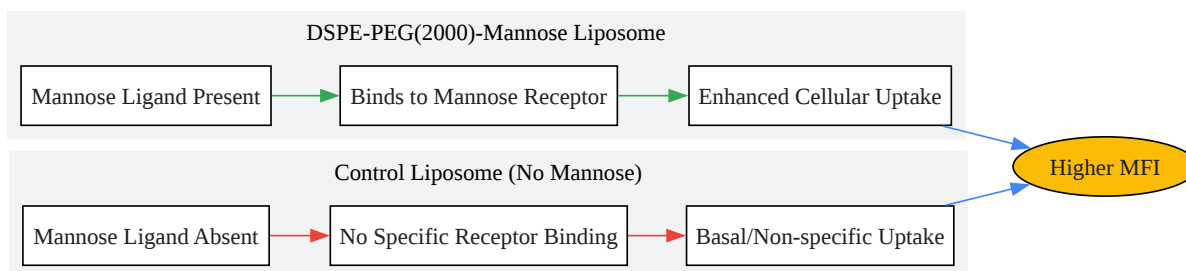 DSPE-PEG(2000)-Mannose Liposome
Mannose Ligand Present
Binds to Mannose Receptor
Enhanced Cellular Uptake
Higher MFI
Control Liposome (No Mannose)
Mannose Ligand Absent
No Specific Receptor Binding
Basal/Non-specific Uptake